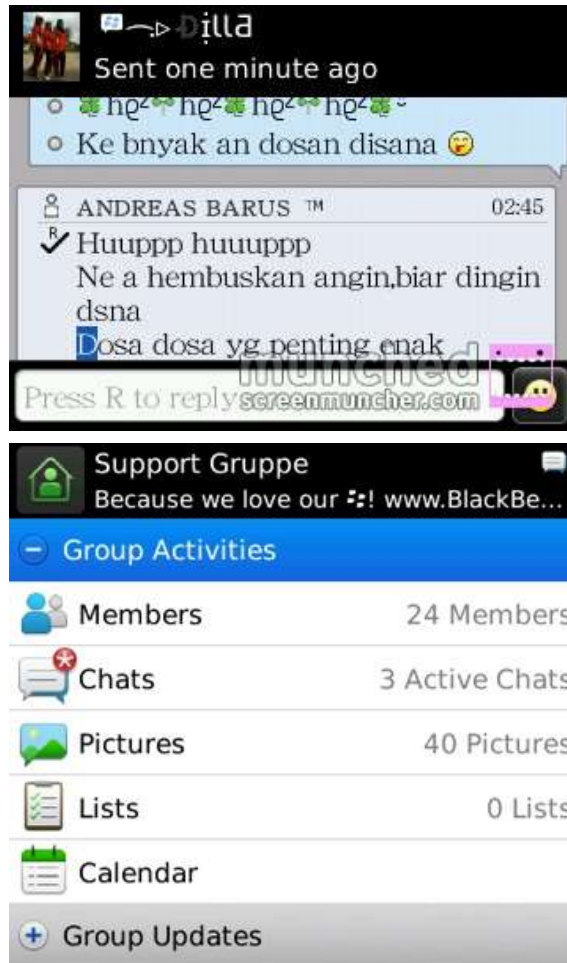 Dilla
Sent one minute ago
Ke bnyak an dosan disana
ANDREAS BARUS ™ 02:45
R
Huuppp huuuppp
Ne a hembuskan angin,biar dingin
dsna
Dosa dosa yg penting enak
munched
Press R to reply
screenmuncher.com
Support Gruppe
Because we love our ! www.BlackBe...
Group Activities
Members 24 Members
Chats 3 Active Chats
Pictures 40 Pictures
Lists 0 Lists
Calendar
Group Updates